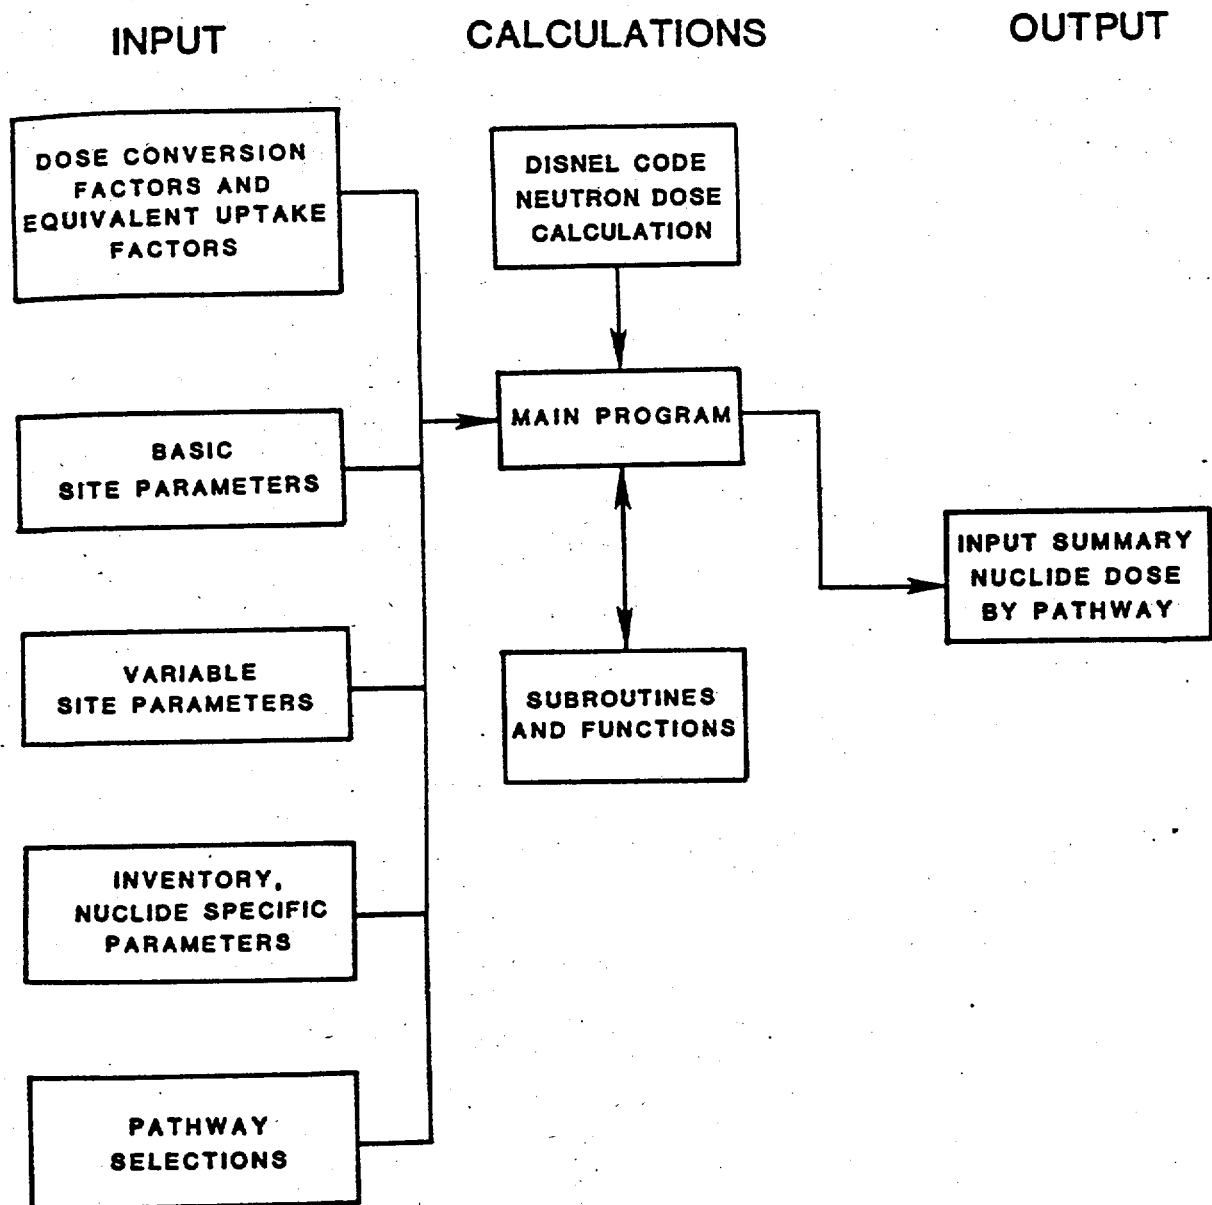 INPUT
CALCULATIONS
OUTPUT
DOSE CONVERSION
FACTORS AND
EQUIVALENT UPTAKE
FACTORS
BASIC
SITE PARAMETERS
VARIABLE
SITE PARAMETERS
INVENTORY,
NUCLIDE SPECIFIC
PARAMETERS
PATHWAY
SELECTIONS
DISNEL CODE
NEUTRON DOSE
CALCULATION
MAIN PROGRAM
SUBROUTINES
AND FUNCTIONS
INPUT SUMMARY
NUCLIDE DOSE
BY PATHWAY